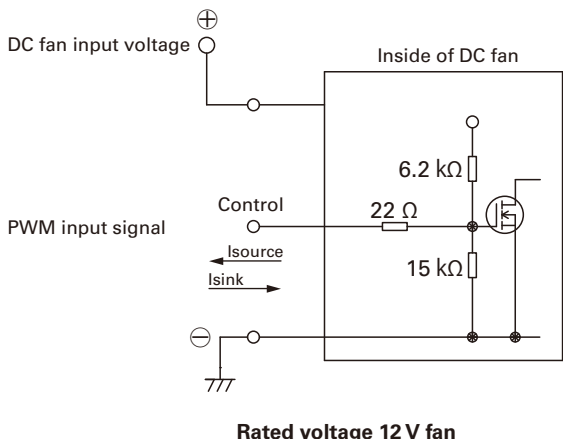 ⊕
DC fan input voltage
Inside of DC fan
6.2 kΩ
Control
22 Ω
PWM input signal
Isource
Isink
15 kΩ
⊖
Rated voltage 12 V fan